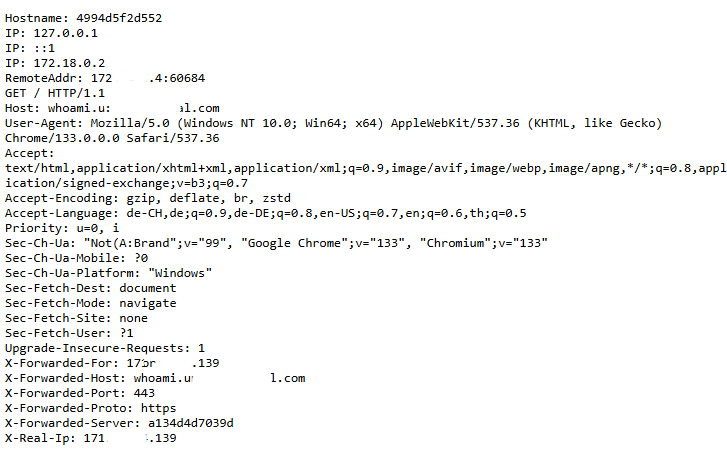 Hostname: 4994d5f2d552
IP: 127.0.0.1
IP: ::1
IP: 172.18.0.2
RemoteAddr: 172 .4:60684
GET / HTTP/1.1
Host: whoami.u: al.com
User-Agent: Mozilla/5.0 (Windows NT 10.0; Win64; x64) AppleWebKit/537.36 (KHTML, like Gecko)
Chrome/133.0.0.0 Safari/537.36
Accept:
text/html,application/xhtml+xml,application/xml;q=0.9,image/avif,image/webp,image/apng,*/*;q=0.8,appl
ication/signed-exchange;v=b3;q=0.7
Accept-Encoding: gzip, deflate, br, zstd
Accept-Language: de-CH,de;q=0.9,de-DE;q=0.8,en-US;q=0.7,en;q=0.6,th;q=0.5
Priority: u=0, i
Sec-Ch-Ua: "Not(A:Brand";v="99", "Google Chrome";v="133", "Chromium";v="133"
Sec-Ch-Ua-Mobile: ?0
Sec-Ch-Ua-Platform: "Windows"
Sec-Fetch-Dest: document
Sec-Fetch-Mode: navigate
Sec-Fetch-Site: none
Sec-Fetch-User: ?1
Upgrade-Insecure-Requests: 1
X-Forwarded-For: .139
X-Forwarded-Host: whoami.u l.com
X-Forwarded-Port: 443
X-Forwarded-Proto: https
X-Forwarded-Server: a134d4d7039d
X-Real-Ip: 171 .139